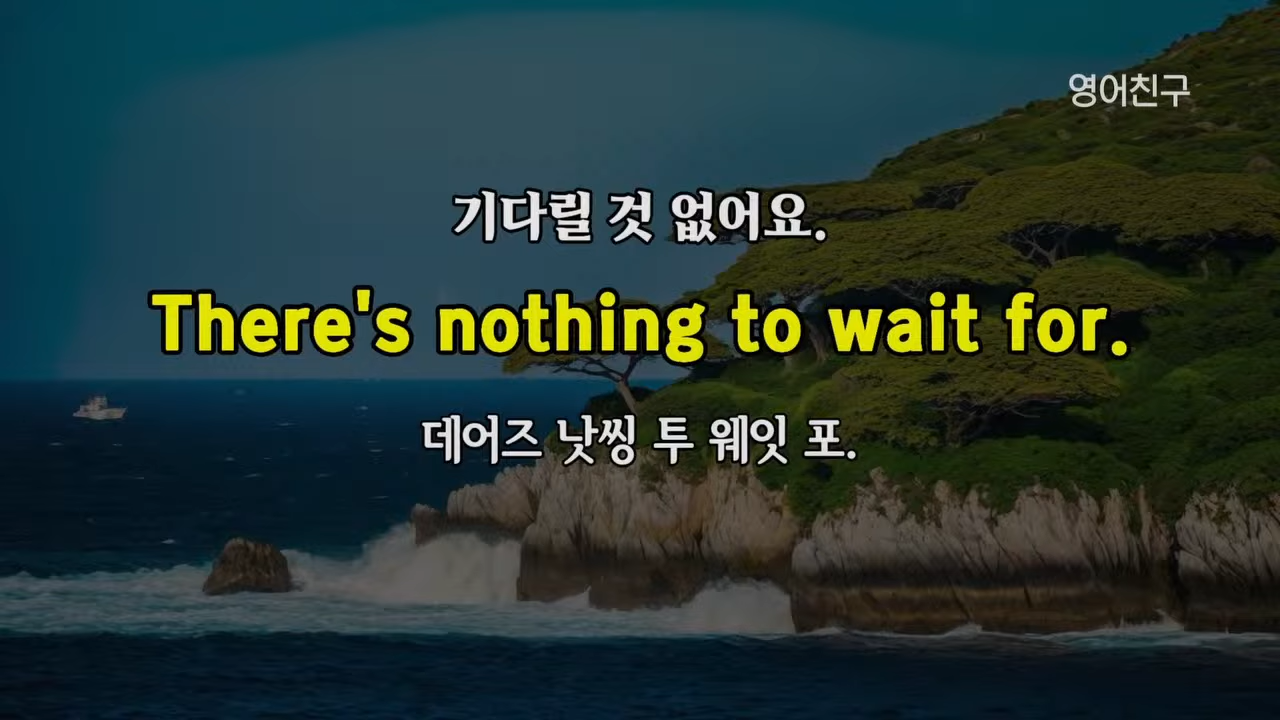 영어친구
기다릴 것 없어요.
There's nothing to wait for.
데어즈 낫씽 투 웨잇 포.